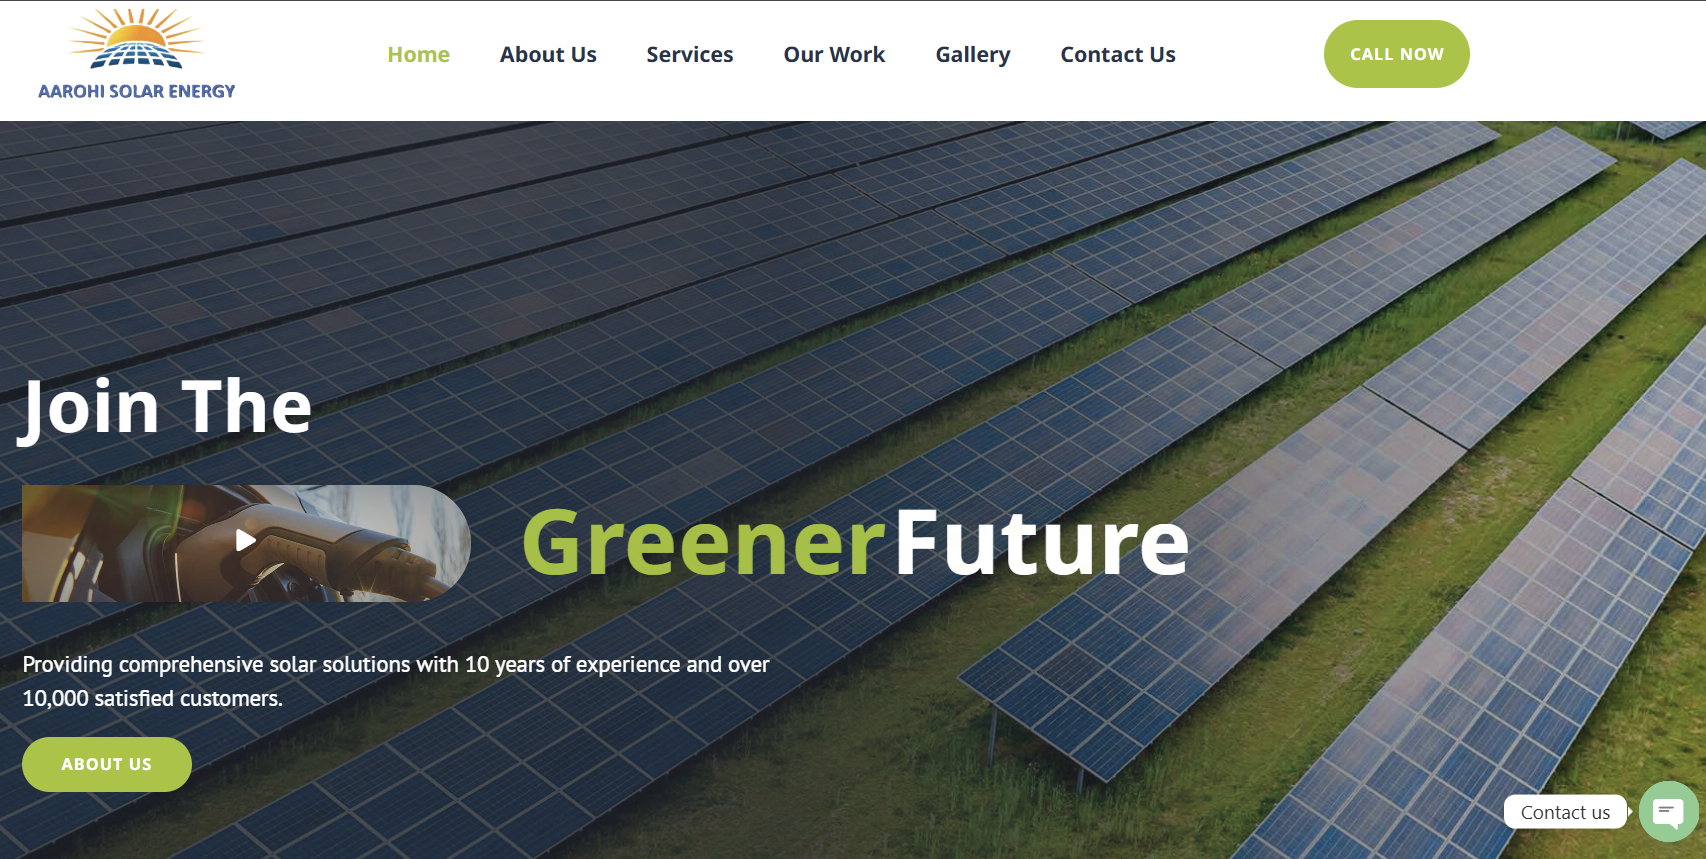 AAROHI SOLAR ENERGY
Home About Us Services Our Work Gallery Contact Us
CALL NOW
Join The
Greener Future
Providing comprehensive solar solutions with 10 years of experience and over
10,000 satisfied customers.
ABOUT US
Contact us